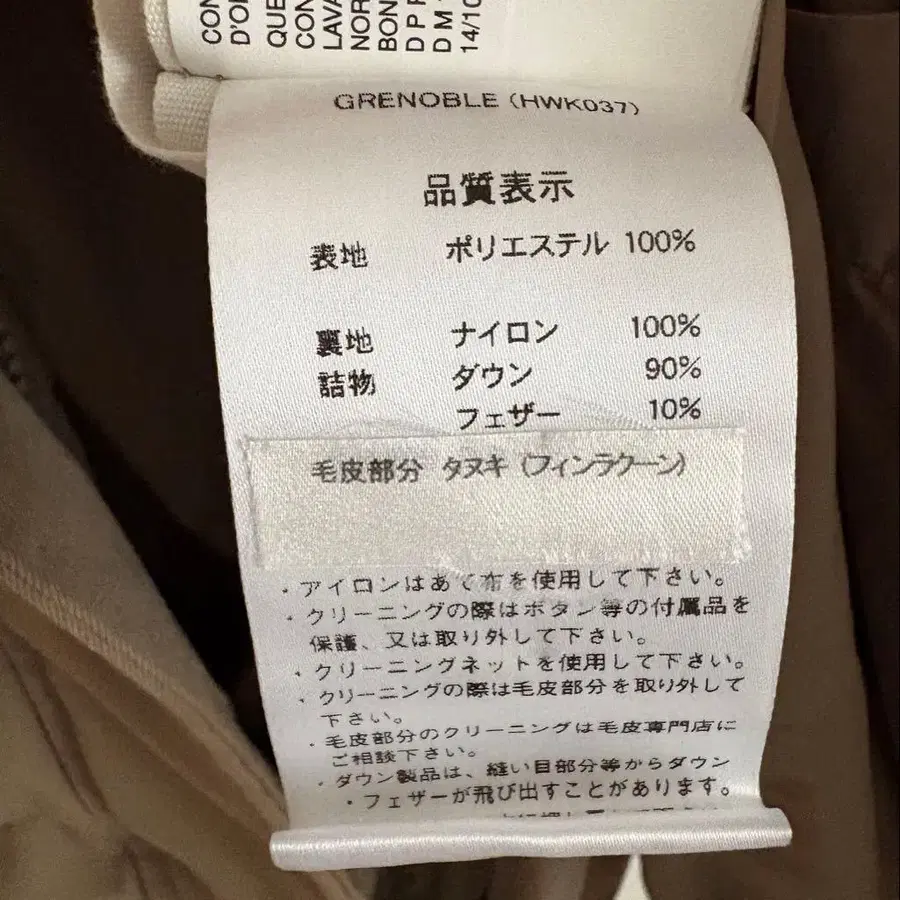 CON
D'O
QUE
CON
LAVA
NOR
BON
D P F
D M
14/10
GRENOBLE (HWK037)
品質表示
表地 ポリエステル 100%
裏地 ナイロン 100%
詰物 ダウン 90%
フェザー 10%
毛皮部分 タヌキ (フィンラクーン)
・アイロンはあて布を使用して下さい。
・クリーニングの際はボタン等の付属品を
保護、又は取り外して下さい。
・クリーニングネットを使用して下さい。
・クリーニングの際は毛皮部分を取り外して
下さい。
・毛皮部分のクリーニングは毛皮専門店に
ご相談下さい。
・ダウン製品は、縫い目部分等からダウン
・フェザーが飛び出すことがあります。